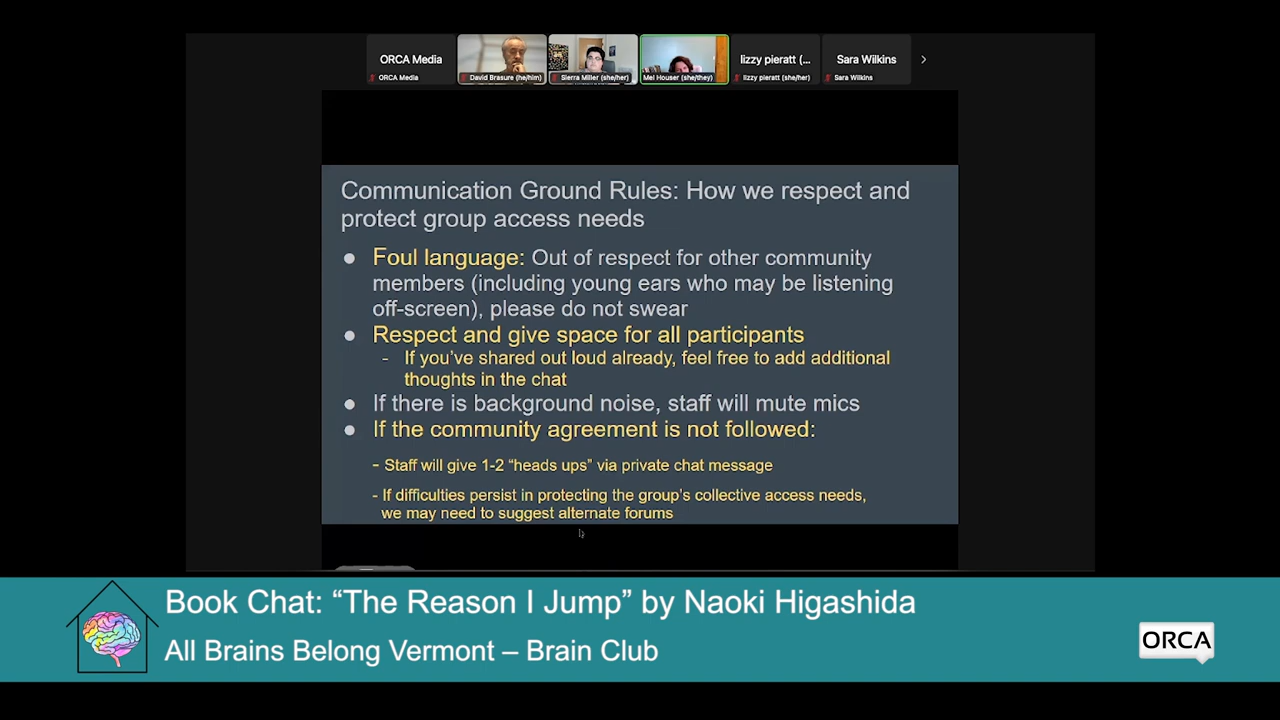 ORCA Media
lizzy pieratt (...
Sara Wilkins
ORCA Media
David Brasure (he/him)
Sierra Miller (she/her)
Mel Houser (she/they)
lizzy pieratt (she/her)
Sara Wilkins
Communication Ground Rules: How we respect and
protect group access needs
● Foul language: Out of respect for other community
members (including young ears who may be listening
off-screen), please do not swear
● Respect and give space for all participants
- If you’ve shared out loud already, feel free to add additional
thoughts in the chat
● If there is background noise, staff will mute mics
● If the community agreement is not followed:
- Staff will give 1-2 “heads ups” via private chat message
- If difficulties persist in protecting the group’s collective access needs,
we may need to suggest alternate forums
Book Chat: “The Reason I Jump” by Naoki Higashida
All Brains Belong Vermont – Brain Club
ORCA